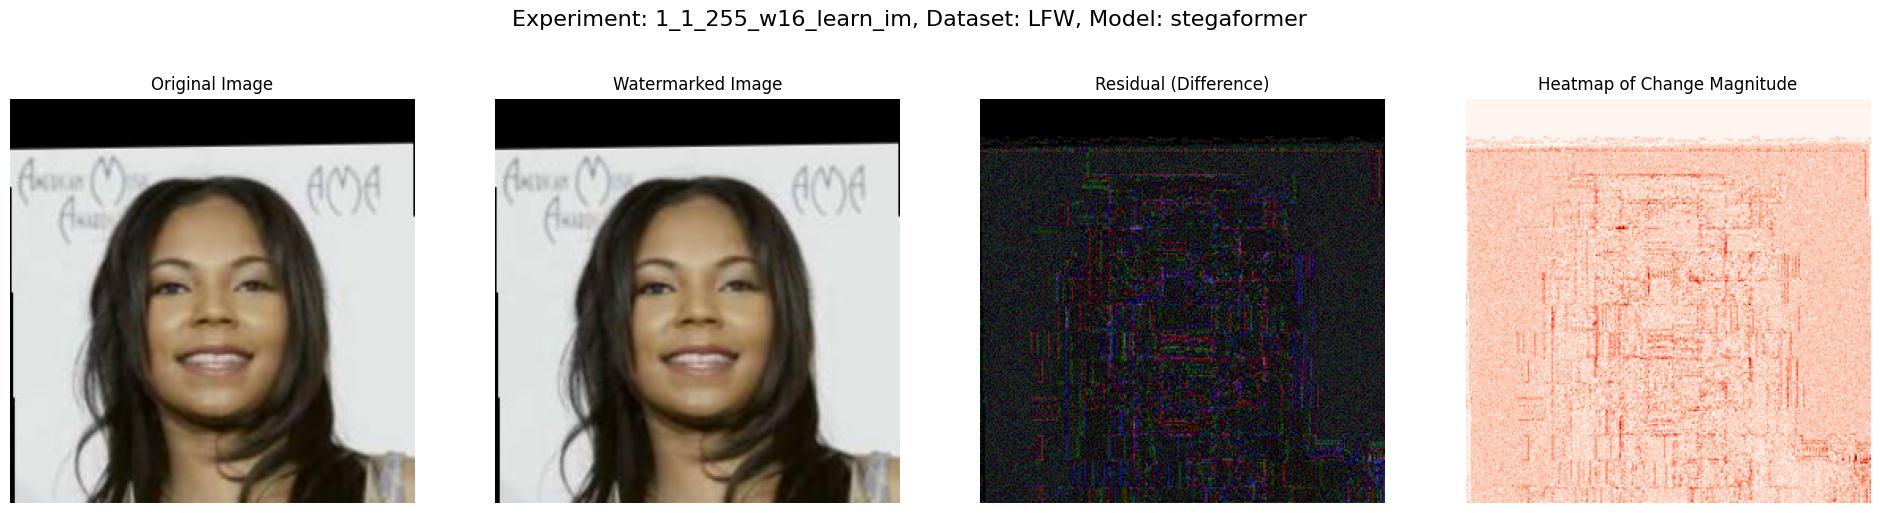 Experiment: 1_1_255_w16_learn_im, Dataset: LFW, Model: stegaformer
Original Image
Watermarked Image
Residual (Difference)
Heatmap of Change Magnitude
AMERICAN MUSIC
AWARDS
AMA
AMERICAN MUSIC
AWARDS
AMA